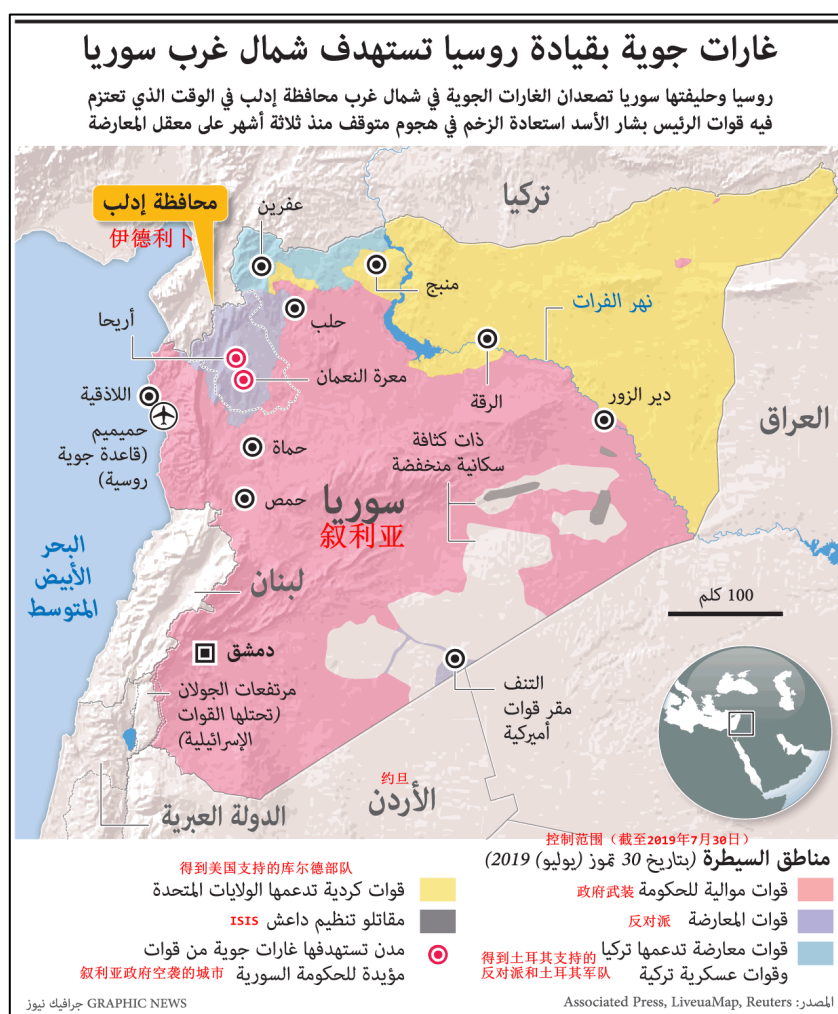 غارات جوية بقيادة روسيا تستهدف شمال غرب سوريا
روسيا وحليفتها سوريا تصعدان الغارات الجوية في شمال غرب محافظة إدلب في الوقت الذي تعتزم
فيه قوات الرئيس بشار الأسد استعادة الزخم في هجوم متوقف منذ ثلاثة أشهر على معقل المعارضة
تركيا
محافظة إدلب
伊德利卜
عفرين
منبج
نهر الفرات
حلب
أريحا
معرة النعمان
الرقة
دير الزور
العراق
اللاذقية
حميميم
(قاعدة جوية
روسية)
حماة
ذات كثافة
سكانية منخفضة
حمص
سوريا
叙利亚
البحر
الأبيض
المتوسط
لبنان
100 كلم
دمشق
مرتفعات الجولان
(تحتلها القوات
الإسرائيلية)
التنف
مقر قوات
أميركية
约旦
الأردن
الدولة العبرية
控制范围（截至2019年7月30日）
مناطق السيطرة (بتاريخ 30 تموز (يوليو) 2019)
قوات موالية للحكومة 政府武装
قوات المعارضة 反对派
قوات معارضة تدعمها تركيا
وقوات عسكرية تركية
得到土耳其支持的
反对派和土耳其军队
得到美国支持的库尔德部队
قوات كردية تدعمها الولايات المتحدة
مقاتلو تنظيم داعش ISIS
مدن تستهدفها غارات جوية من قوات
مؤيدة للحكومة السورية 叙利亚政府空袭的城市
المصدر: Associated Press, LiveuaMap, Reuters
GRAPHIC NEWS جرافيك نيوز